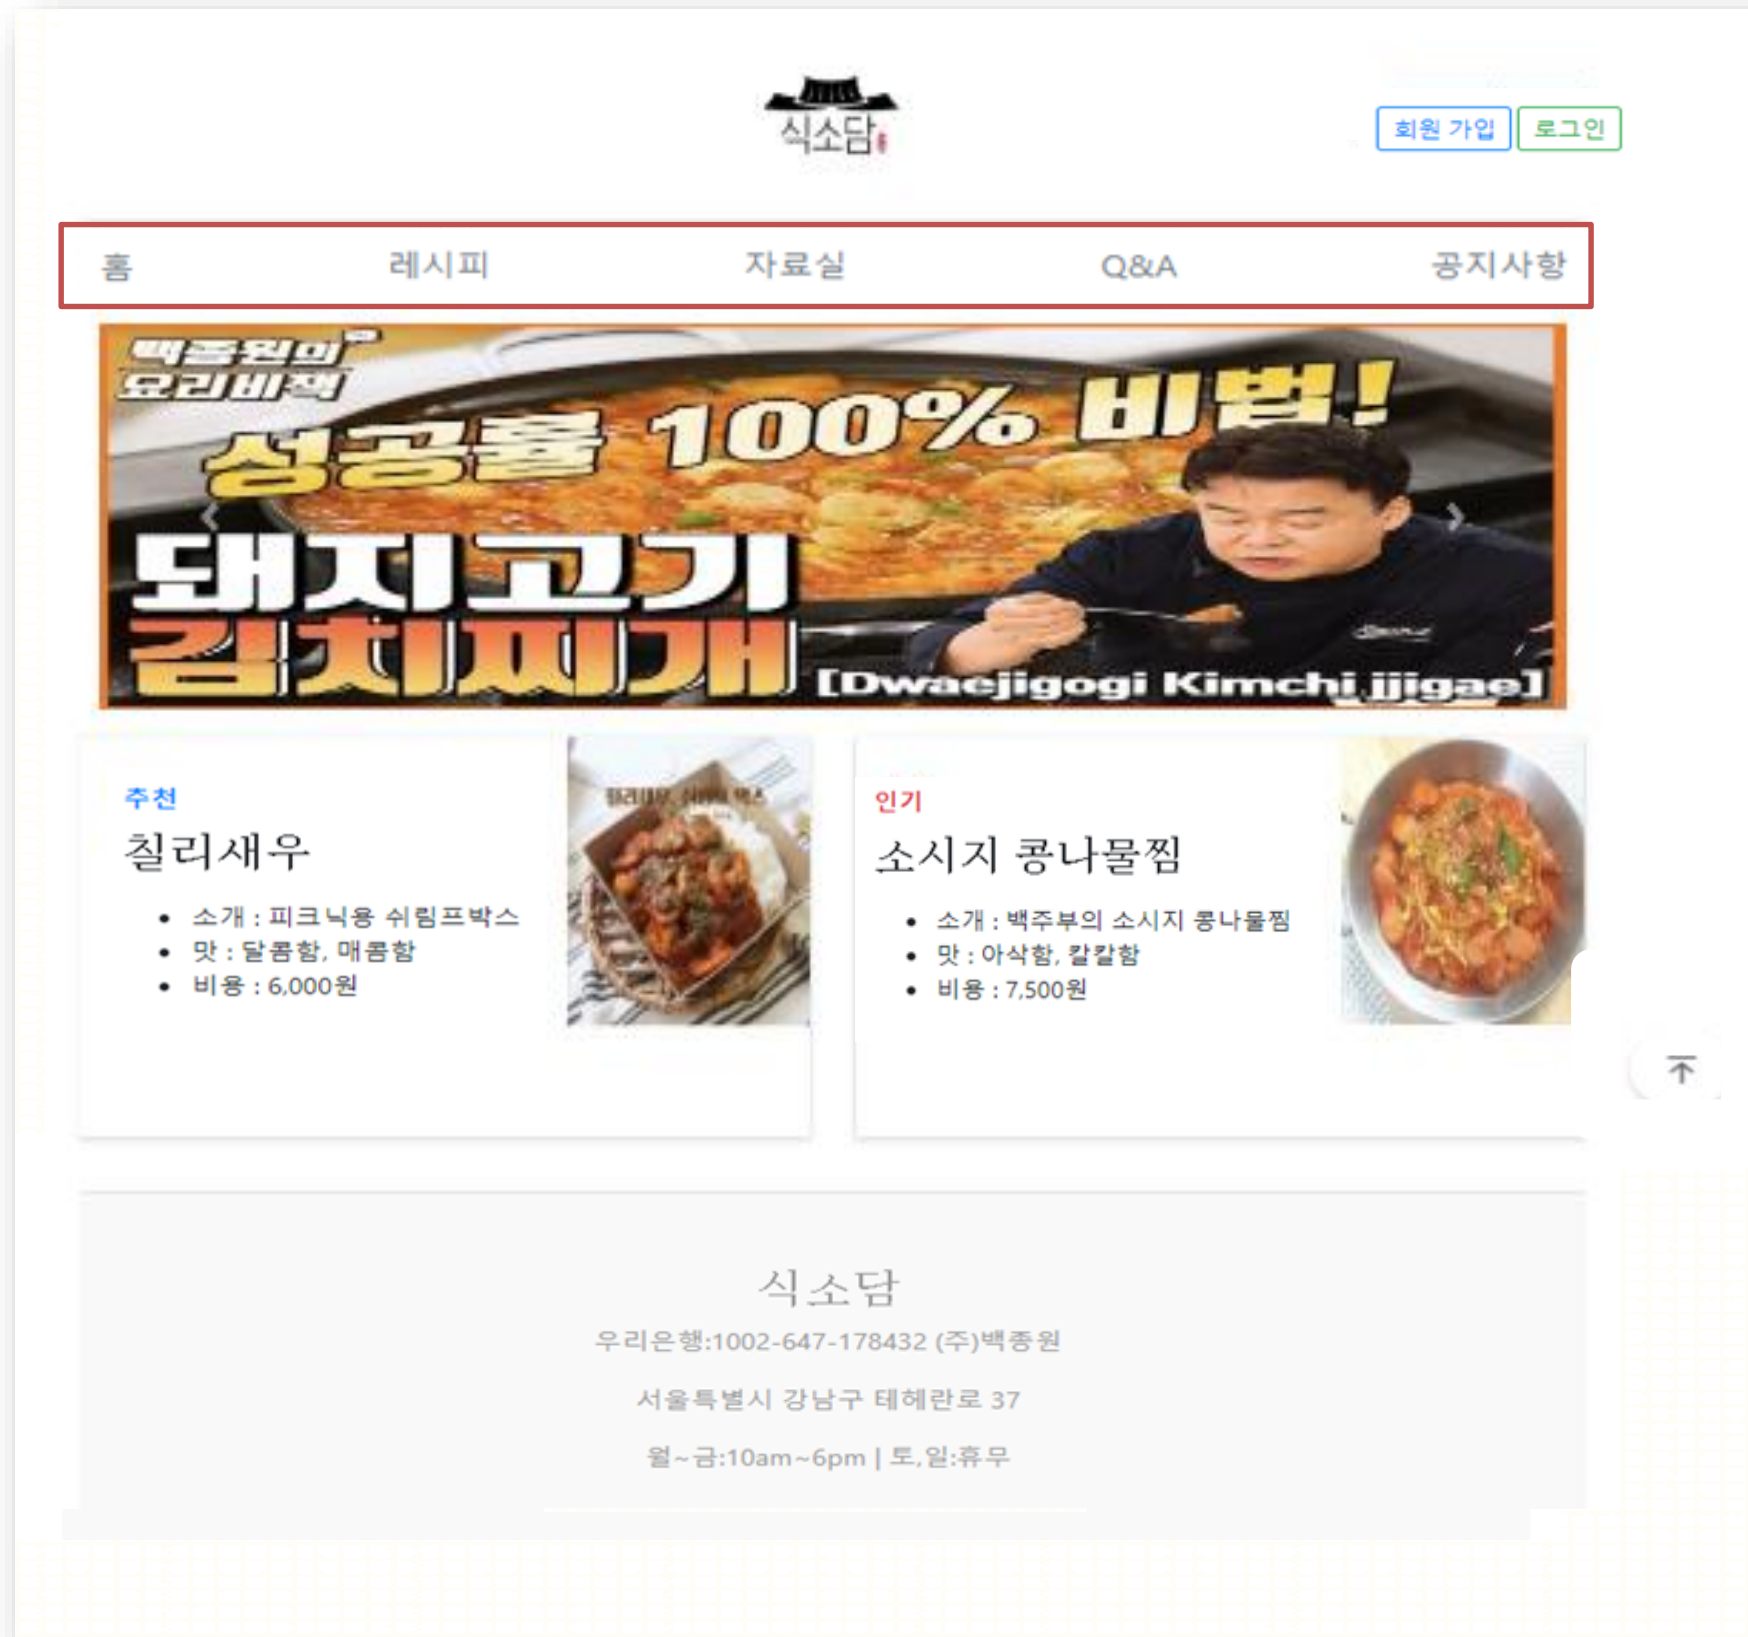 식소담
회원 가입 로그인
홈 레시피 자료실 Q&A 공지사항
백종원의
요리비책
성공률 100% 비법!
돼지고기
김치찌개
[Dwaejigogi Kimchi jjigae]
추천
칠리새우
• 소개 : 피크닉용 쉬림프박스
• 맛 : 달콤함, 매콤함
• 비용 : 6,000원
인기
소시지 콩나물찜
• 소개 : 백주부의 소시지 콩나물찜
• 맛 : 아삭함, 칼칼함
• 비용 : 7,500원
식소담
우리은행:1002-647-178432 (주)백종원
서울특별시 강남구 테헤란로 37
월~금:10am~6pm | 토,일:휴무